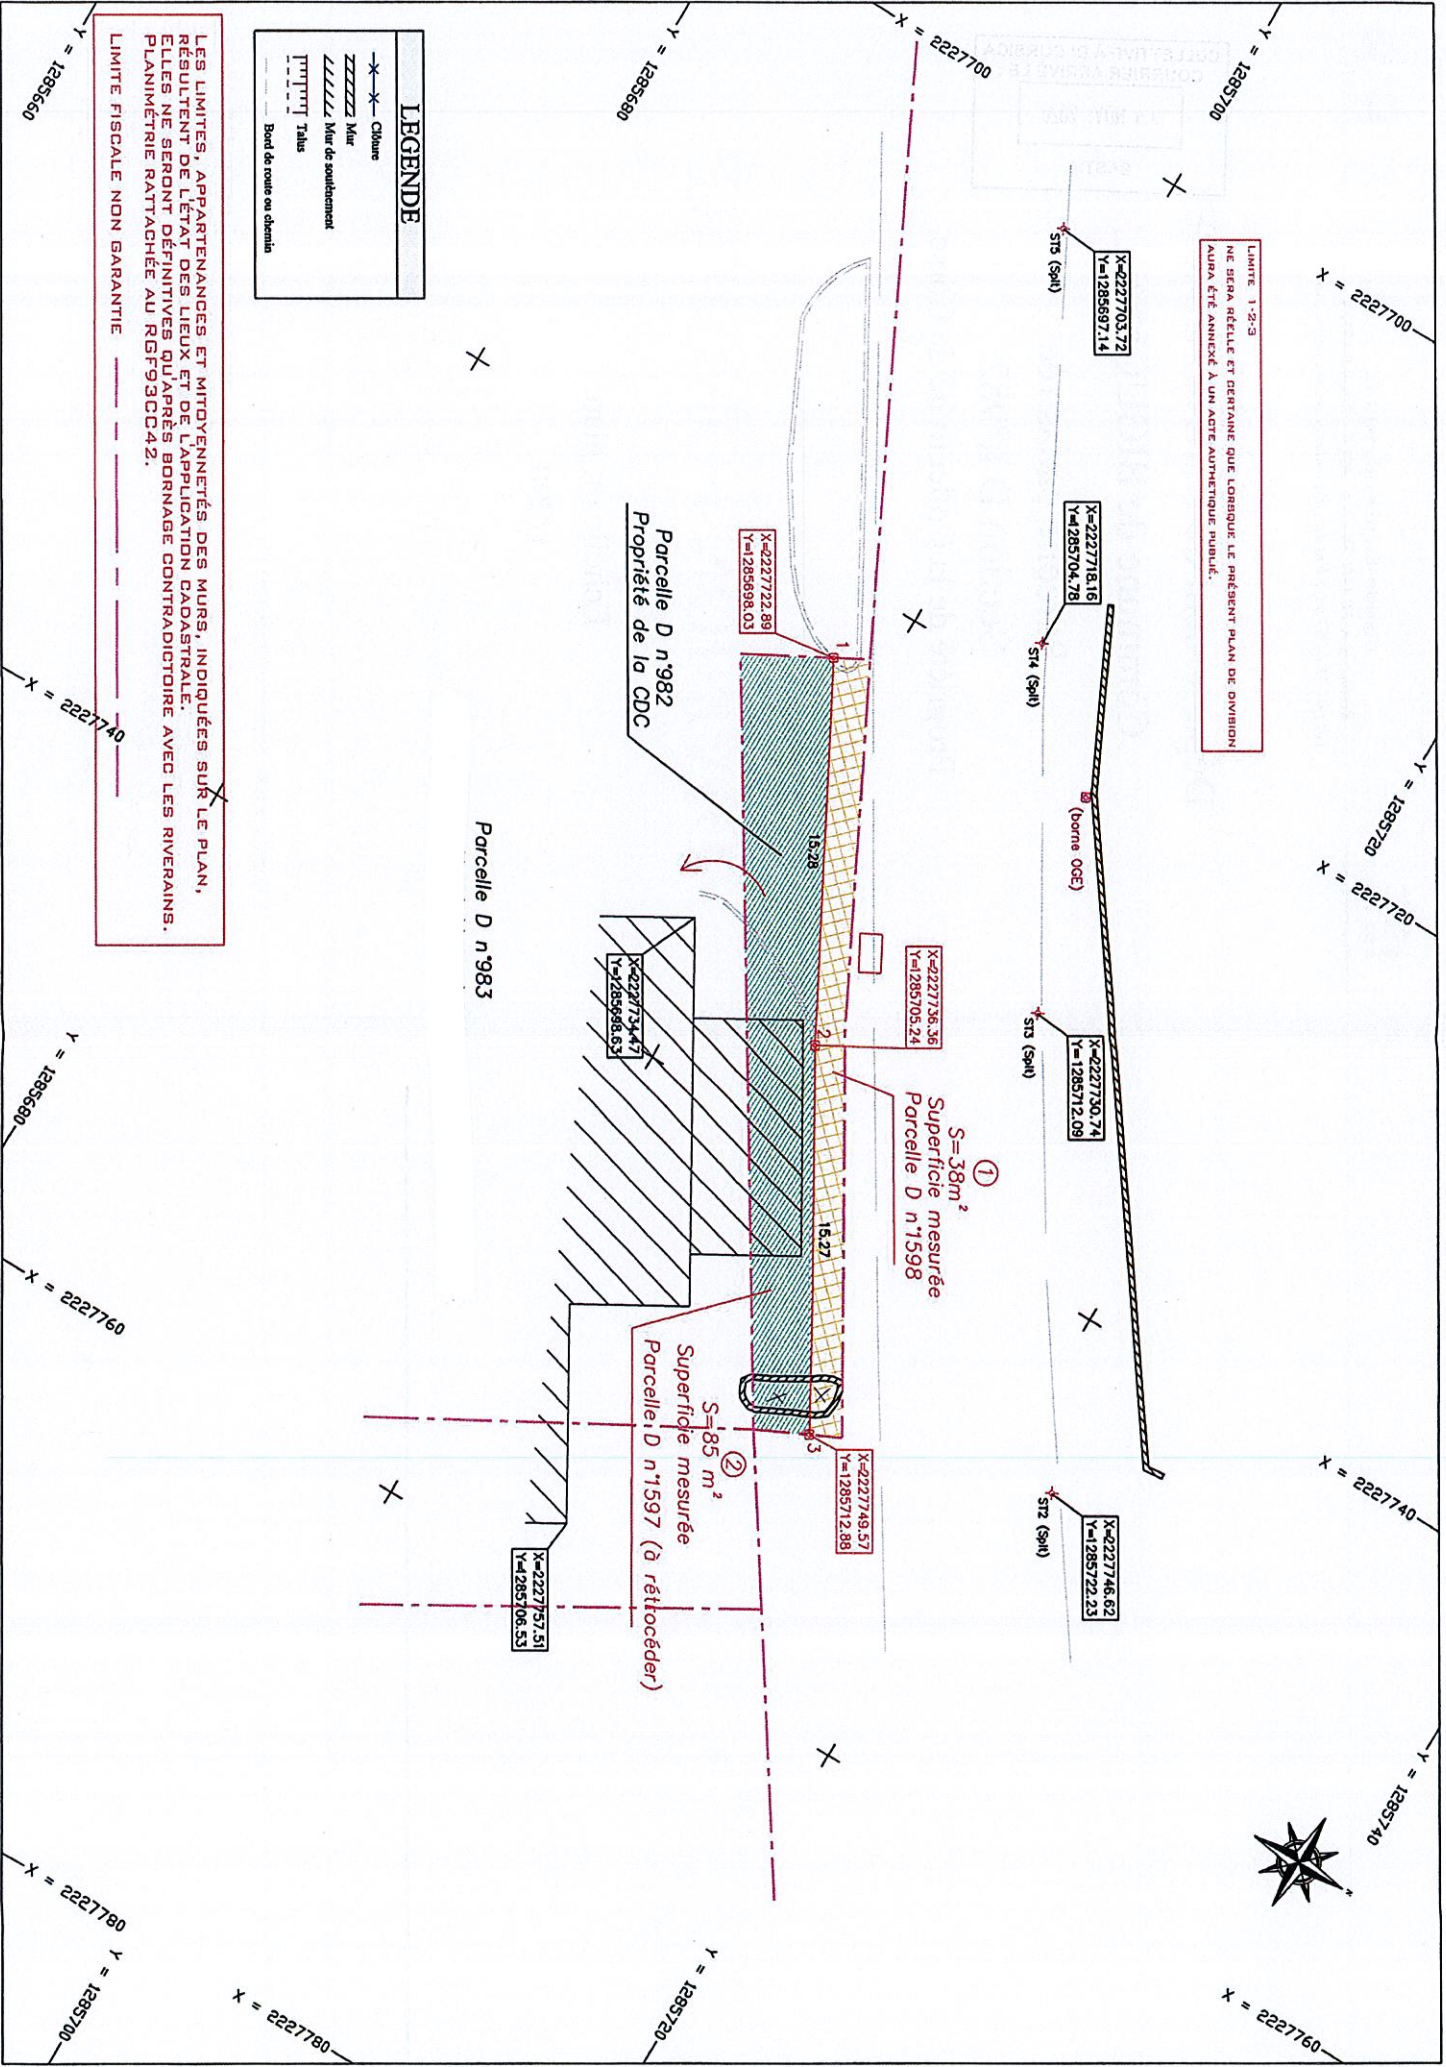 LIMITE 1-2-3
NE SERA RÉELLE ET CERTAINE QUE LORSQUE LE PRÉSENT PLAN DE DIVISION
AURA ÉTÉ ANNEXÉ À UN ACTE AUTHETIQUE PUBLIÉ.
Y = 1285660
Y = 1285680
X = 2227700
Y = 1285700
X = 2227700
Y = 1285720
X = 2227720
X = 2227740
Y = 1285740
X = 2227760
Y = 1285720
X = 2227780
Y = 1285700
X = 2227780
X = 2227760
Y = 1285680
X = 2227740
X=2227703.72
Y=1285697.14
ST5 (Spit)
X=2227718.16
Y=1285704.78
ST4 (Spit)
(borne OGE)
X=2227730.74
Y=1285712.09
ST3 (Spit)
X=2227746.62
Y=1285722.23
ST2 (Spit)
N
X=2227722.89
Y=1285698.03
1
X=2227736.36
Y=1285705.24
2
X=2227749.57
Y=1285712.88
3
15.28
15.27
1
S=38m²
Superficie mesurée
Parcelle D n°1598
2
S=85 m²
Superficie mesurée
Parcelle D n°1597 (à rétrocéder)
Parcelle D n°982
Propriété de la CDC
Parcelle D n°983
X=2227734.47
Y=1285698.63
X=2227757.51
Y=1285706.53
LEGENDE
Clôture
Mur
Mur de soutènement
Talus
Bord de route ou chemin
LES LIMITES, APPARTENANCES ET MITOYENNETÉS DES MURS, INDIQUÉES SUR LE PLAN,
RÉSULTENT DE L'ÉTAT DES LIEUX ET DE L'APPLICATION CADASTRALE.
ELLES NE SERONT DÉFINITIVES QU'APRÈS BORNAGE CONTRADICTOIRE AVEC LES RIVERAINS.
PLANIMÉTRIE RATTACHÉE AU RGF93CC42.
LIMITE FISCALE NON GARANTIE